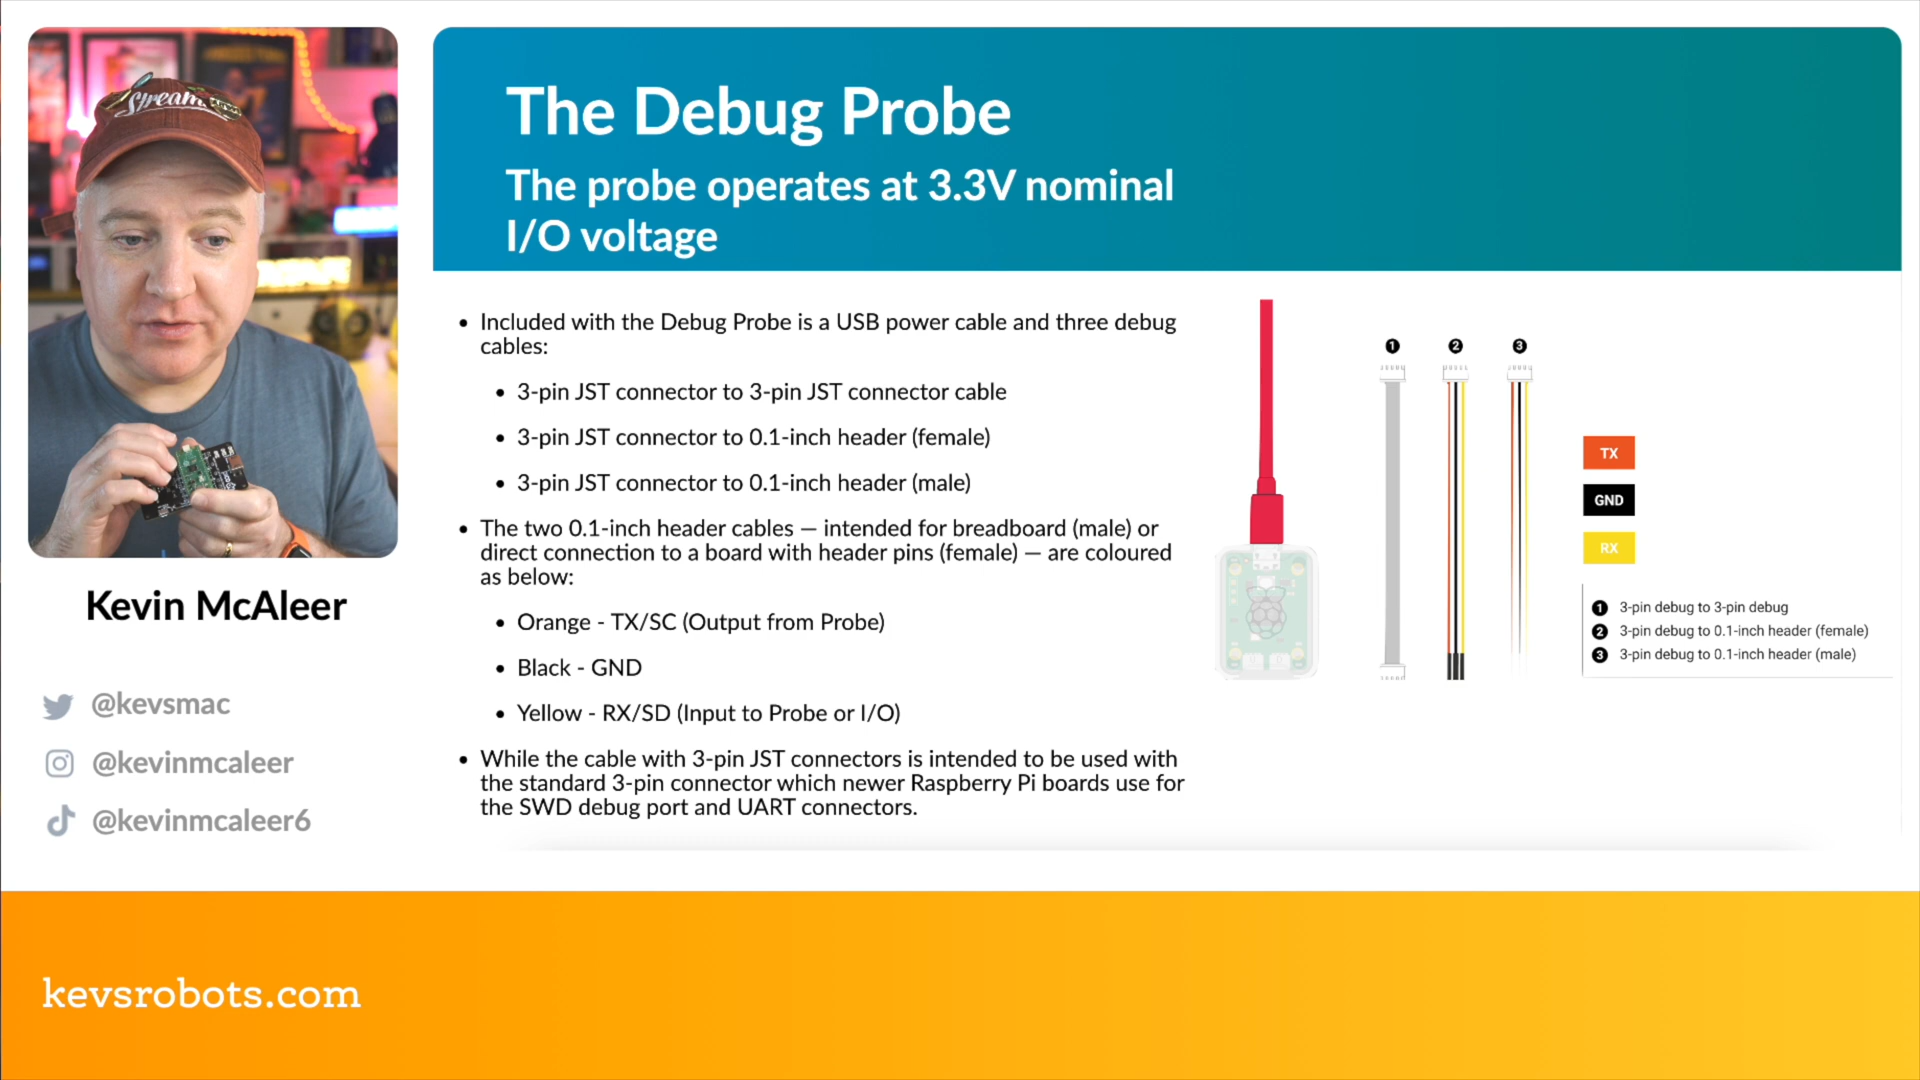 Stream
The Debug Probe
The probe operates at 3.3V nominal
I/O voltage
• Included with the Debug Probe is a USB power cable and three debug
cables:
• 3-pin JST connector to 3-pin JST connector cable
• 3-pin JST connector to 0.1-inch header (female)
• 3-pin JST connector to 0.1-inch header (male)
• The two 0.1-inch header cables — intended for breadboard (male) or
direct connection to a board with header pins (female) — are coloured
as below:
• Orange - TX/SC (Output from Probe)
• Black - GND
• Yellow - RX/SD (Input to Probe or I/O)
• While the cable with 3-pin JST connectors is intended to be used with
the standard 3-pin connector which newer Raspberry Pi boards use for
the SWD debug port and UART connectors.
1
2
3
TX
GND
RX
1 3-pin debug to 3-pin debug
2 3-pin debug to 0.1-inch header (female)
3 3-pin debug to 0.1-inch header (male)
Kevin McAleer
@kevsmac
@kevinmcaleer
@kevinmcaleer6
kevsrobots.com